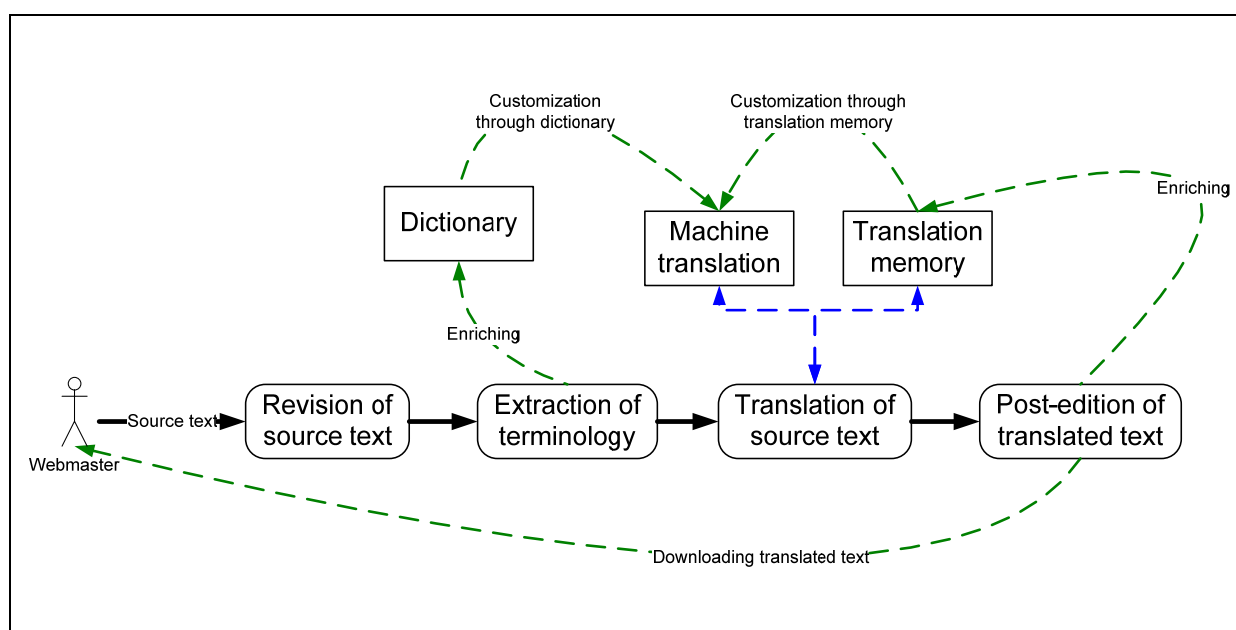 Customization
through dictionary
Customization through
translation memory
Enriching
Dictionary
Machine
translation
Translation
memory
Enriching
Source text
Revision of
source text
Extraction of
terminology
Translation of
source text
Post-edition of
translated text
Webmaster
Downloading translated text